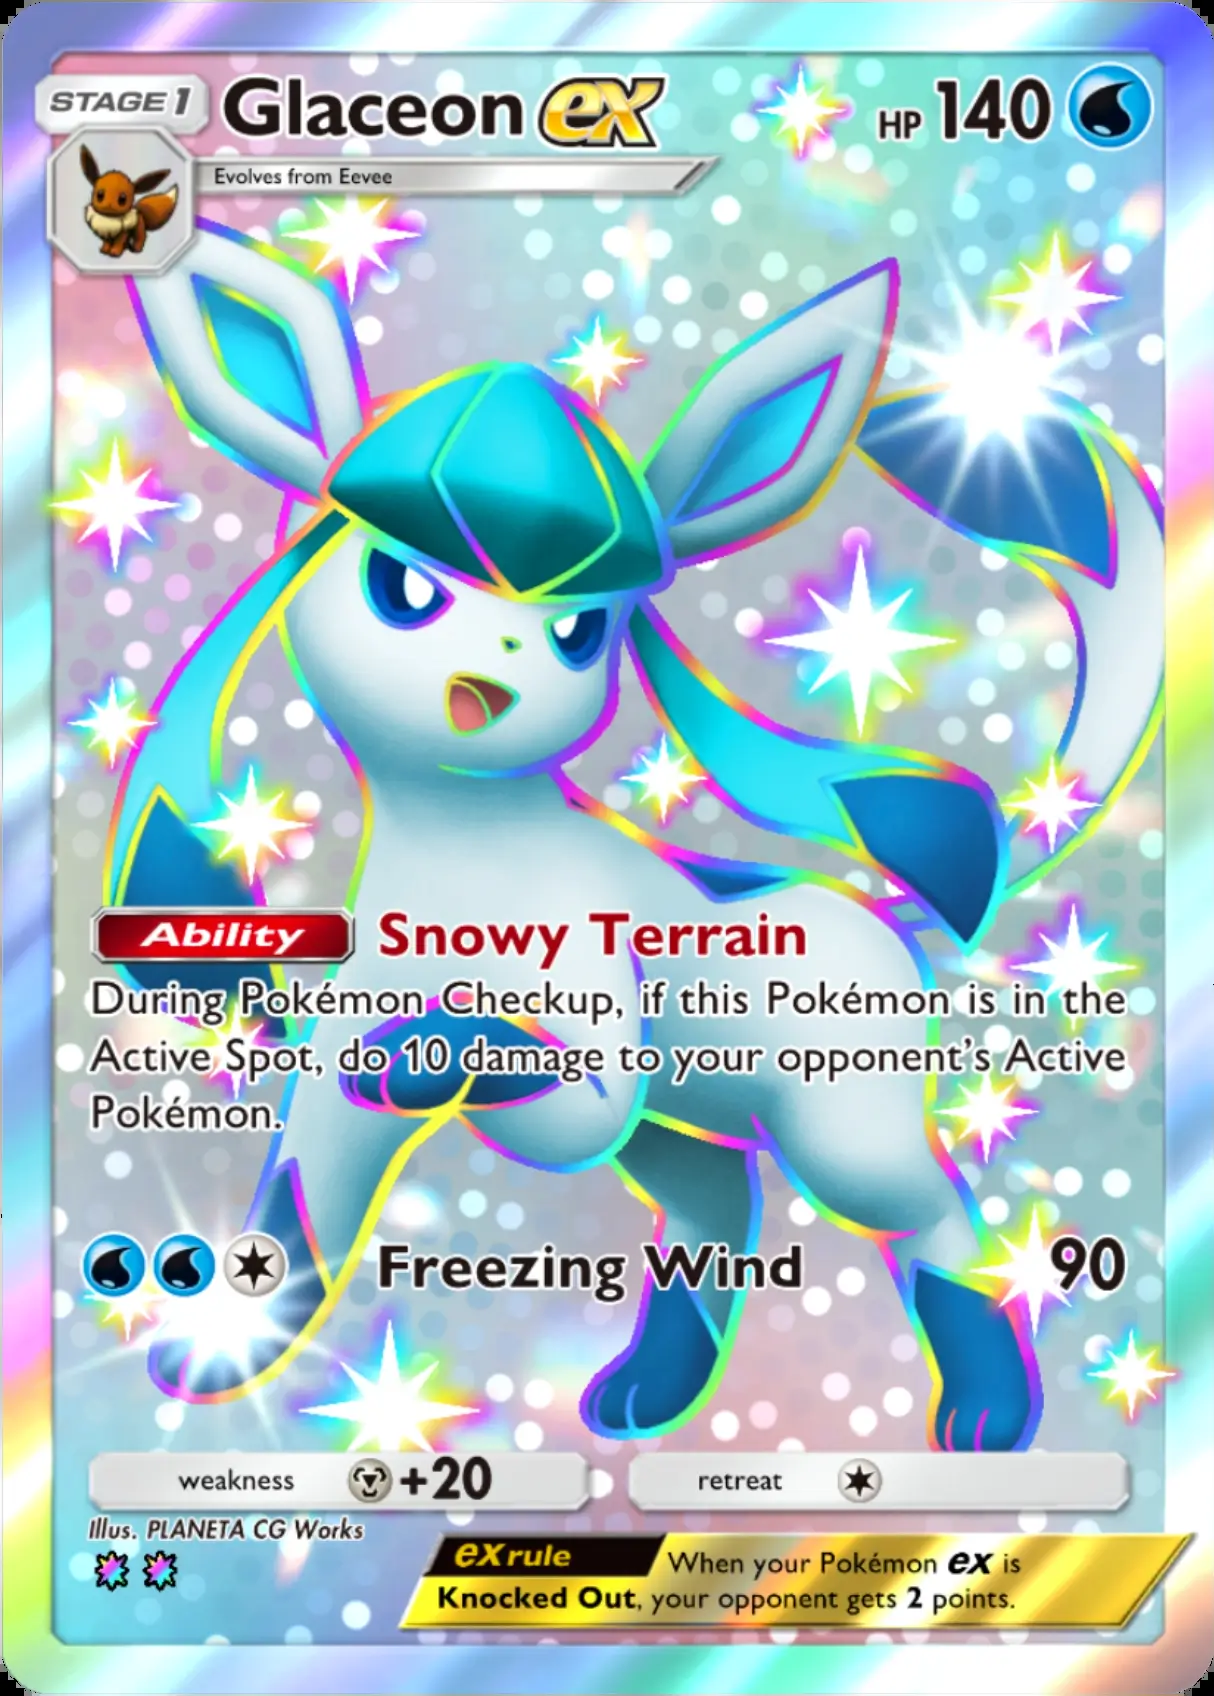 STAGE 1
Glaceon ex
HP 140
Evolves from Eevee
Ability Snowy Terrain
During Pokémon Checkup, if this Pokémon is in the
Active Spot, do 10 damage to your opponent's Active
Pokémon.
Freezing Wind 90
weakness +20
retreat
Illus. PLANETA CG Works
ex rule When your Pokémon ex is
Knocked Out, your opponent gets 2 points.